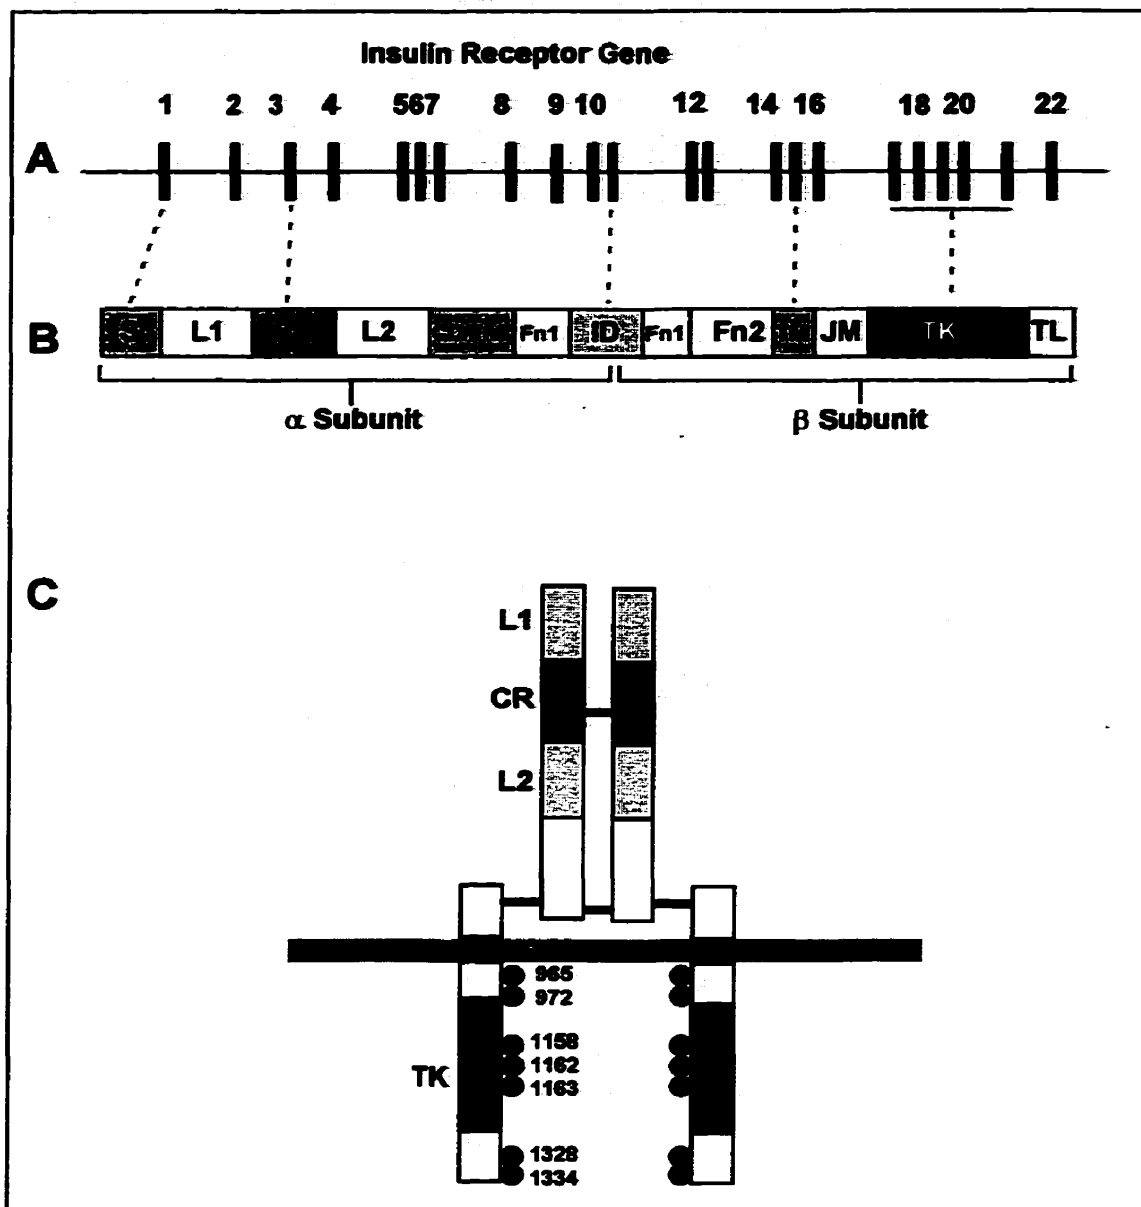 Insulin Receptor Gene
1 2 3 4 567 8 9 10 12 14 16 18 20 22
A
B
L1 L2 Fn1 ID Fn1 Fn2 JM TK TL
α Subunit β Subunit
C
L1
CR
L2
965
972
1158
1162
TK
1163
1328
1334